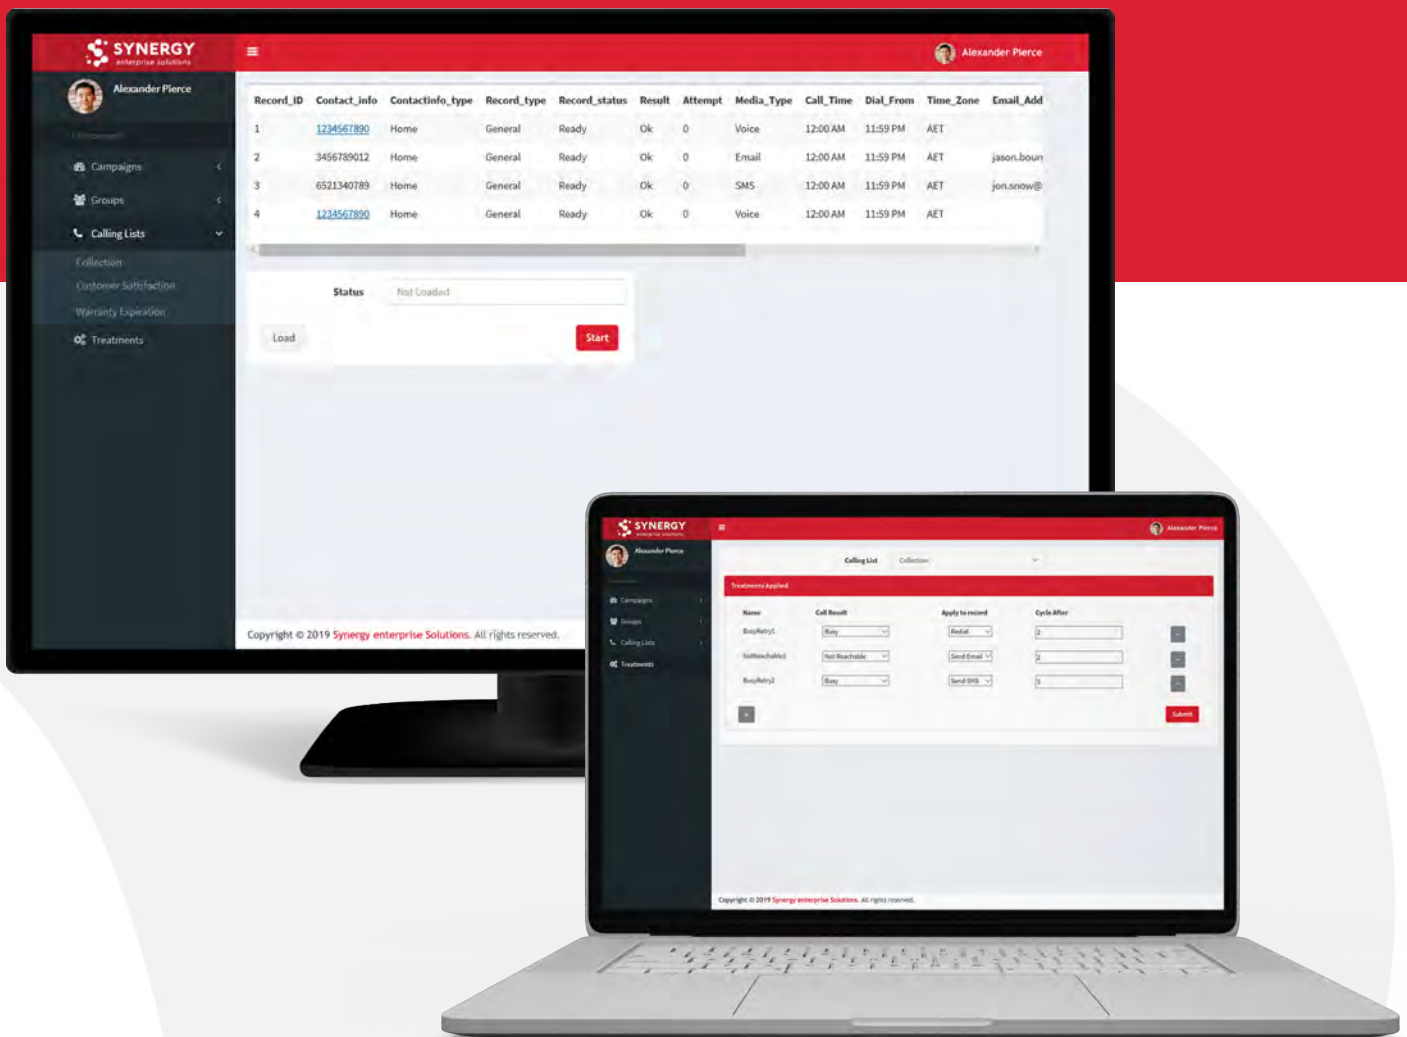 SYNERGY
enterprise solutions
Alexander Pierce
Alexander Pierce
Record_ID Contact_info Contactinfo_type Record_type Record_status Result Attempt Media_Type Call_Time Dial_From Time_Zone Email_Add
1 1234567890 Home General Ready Ok 0 Voice 12:00 AM 11:59 PM AET
2 3456789012 Home General Ready Ok 0 Email 12:00 AM 11:59 PM AET jason.boun
3 6521340789 Home General Ready Ok 0 SMS 12:00 AM 11:59 PM AET jon.snow@
4 1234567890 Home General Ready Ok 0 Voice 12:00 AM 11:59 PM AET
Campaigns
Groups
Calling Lists
Collection
Customer Satisfaction
Warranty Expiration
Treatments
Status Not Loaded
Load Start
Copyright © 2019 Synergy enterprise Solutions. All rights reserved.
SYNERGY
enterprise solutions
Alexander Pierce
Alexander Pierce
Campaigns
Groups
Calling Lists
Treatments
Calling List Collection
Treatments Applied
Name Call Result Apply to record Cycle After
BusyRetry1 Busy Redial 2
NotReachable1 Not Reachable Send Email 2
BusyRetry2 Busy Send SMS
Submit
Copyright © 2019 Synergy enterprise Solutions. All rights reserved.